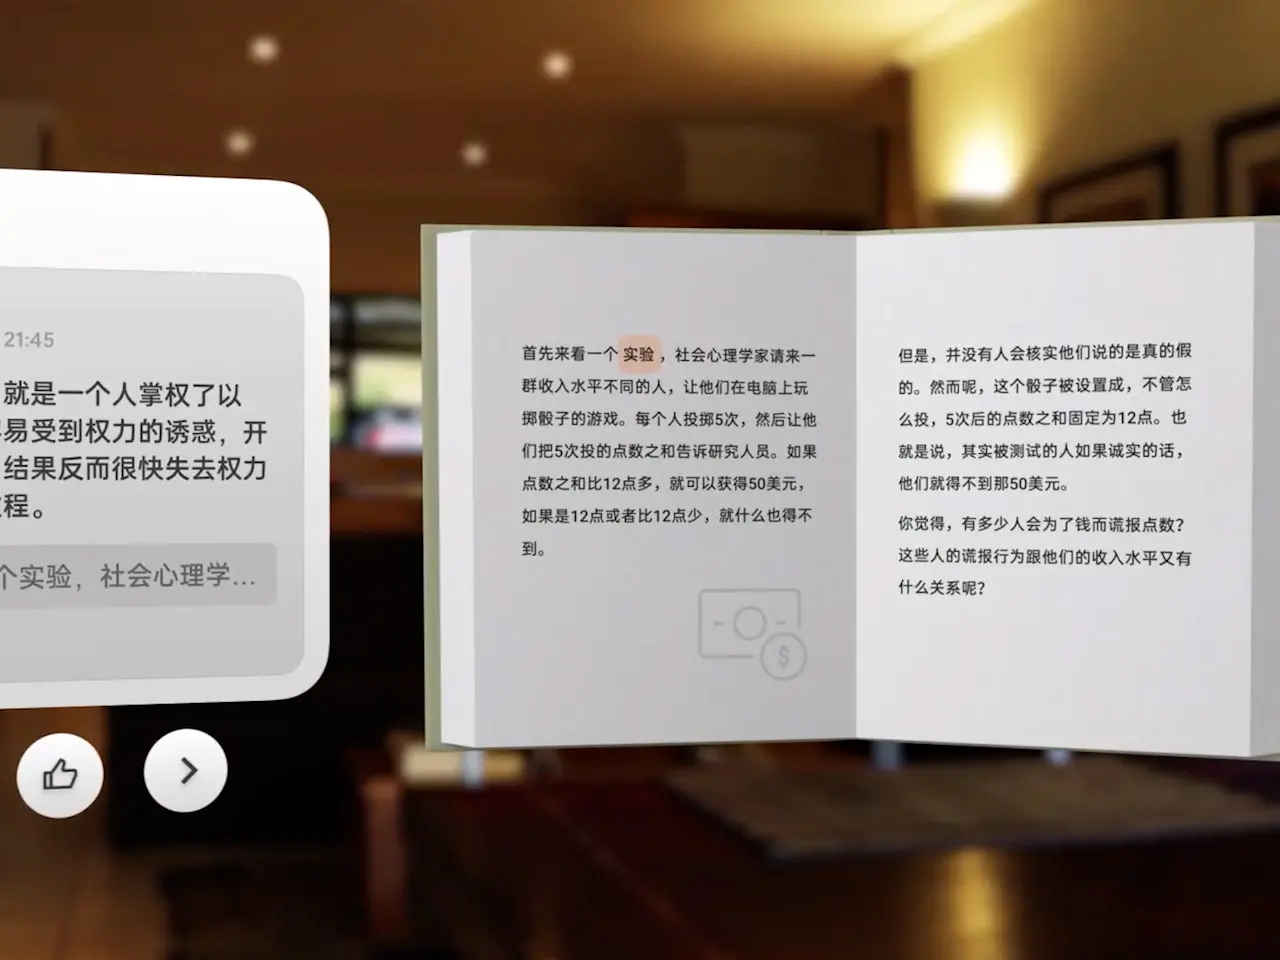 21:45
就是一个人掌权了以
易受到权力的诱惑，开
结果反而很快失去权力
程。
个实验，社会心理学...
首先来看一个 实验 ，社会心理学家请来一
群收入水平不同的人，让他们在电脑上玩
掷骰子的游戏。每个人投掷5次，然后让他
们把5次投的点数之和告诉研究人员。如果
点数之和比12点多，就可以获得50美元，
如果是12点或者比12点少，就什么也得不
到。
$
但是，并没有人会核实他们说的是真的假
的。然而呢，这个骰子被设置成，不管怎
么投，5次后的点数之和固定为12点。也
就是说，其实被测试的人如果诚实的话，
他们就得不到那50美元。
你觉得，有多少人会为了钱而谎报点数？
这些人的谎报行为跟他们的收入水平又有
什么关系呢？